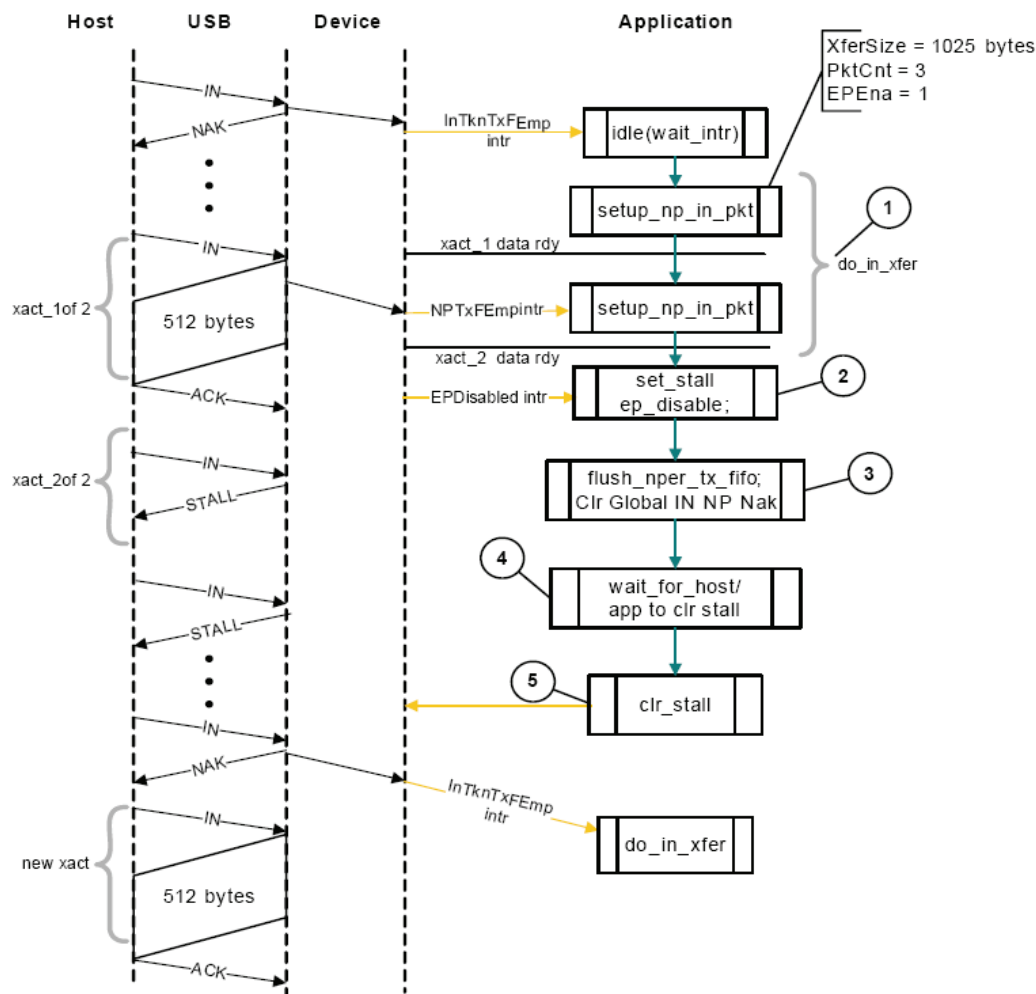 Host
USB
Device
Application
XferSize = 1025 bytes
PktCnt = 3
EPEna = 1
IN
InTknTxFEmp
intr
idle(wait_intr)
NAK
setup_np_in_pkt
1
IN
xact_1 data rdy
do_in_xfer
xact_1of 2
512 bytes
NPTxFEmpintr
setup_np_in_pkt
xact_2 data rdy
ACK
EPDisabled intr
set_stall
ep_disable;
2
xact_2of 2
IN
STALL
flush_nper_tx_fifo;
Clr Global IN NP Nak
3
4
IN
wait_for_host/
app to clr stall
STALL
5
clr_stall
IN
NAK
InTknTxFEmp
intr
IN
do_in_xfer
new xact
512 bytes
ACK